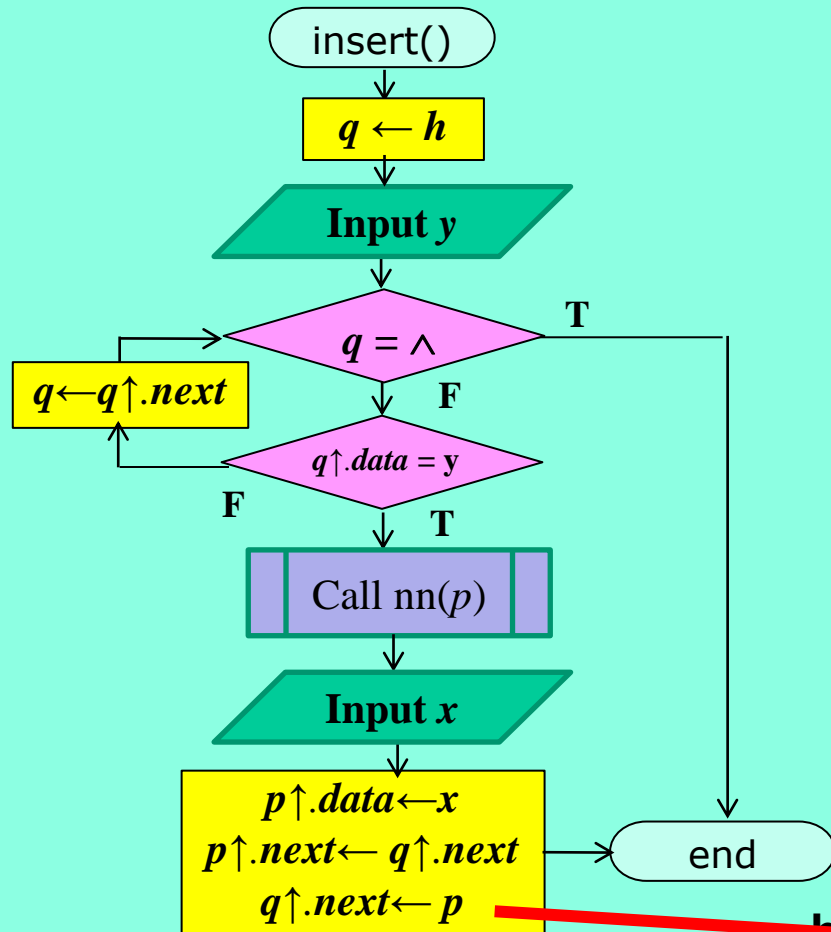 insert()
q ← h
Input y
q = ∧
T
q←q↑.next
F
q↑.data = y
F
T
Call nn(p)
Input x
p↑.data←x
p↑.next← q↑.next
end
q↑.next← p